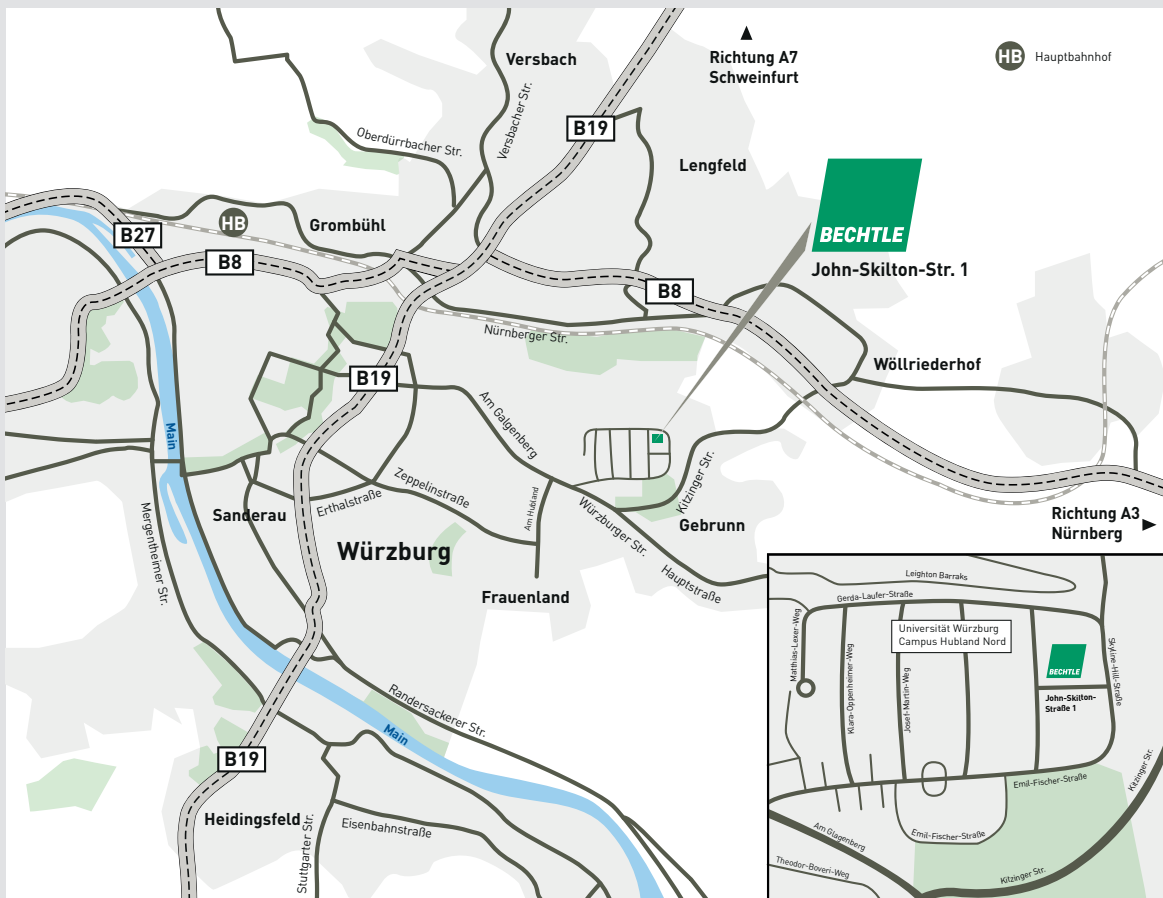 Versbach
Richtung A7
Schweinfurt
HB
Hauptbahnhof
Versbacher Str.
B19
Oberdürrbacher Str.
Lengfeld
HB
Grombühl
B27
B8
BECHTLE
John-Skilton-Str. 1
B8
Nürnberger Str.
Wöllriederhof
B19
Am Galgenberg
Main
Zeppelinstraße
Kitzinger Str.
Erthalstraße
Am Hubland
Sanderau
Mergentheimer Str.
Würzburger Str.
Gebrunn
Richtung A3
Nürnberg
Würzburg
Hauptstraße
Frauenland
Randersackerer Str.
Main
B19
Heidingsfeld
Stuttgarter Str.
Eisenbahnstraße
Leighton Barraks
Gerda-Laufer-Straße
Matthias-Lexer-Weg
Universität Würzburg
Campus Hubland Nord
Klara-Oppenheimer-Weg
Josef-Martin-Weg
BECHTLE
Skyline-Hill-Straße
John-Skilton-
Straße 1
Emil-Fischer-Straße
Kitzinger Str.
Am Glagenberg
Emil-Fischer-Straße
Theodor-Boveri-Weg
Kitzinger Str.